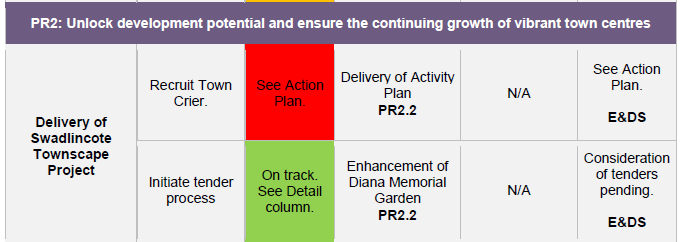 PR2: Unlock development potential and ensure the continuing growth of vibrant town centres
Delivery of
Swadlincote
Townscape
Project
Recruit Town
Crier.
See Action
Plan.
Delivery of Activity
Plan
PR2.2
N/A
See Action
Plan.
E&DS
Initiate tender
process
On track.
See Detail
column.
Enhancement of
Diana Memorial
Garden
PR2.2
N/A
Consideration
of tenders
pending.
E&DS